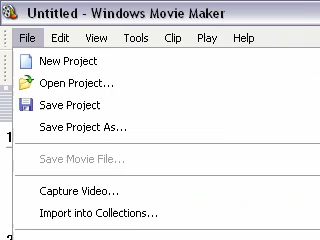 Untitled - Windows Movie Maker
File Edit View Tools Clip Play Help
New Project
Open Project...
Save Project
Save Project As...
1
Save Movie File...
Capture Video...
Import into Collections...